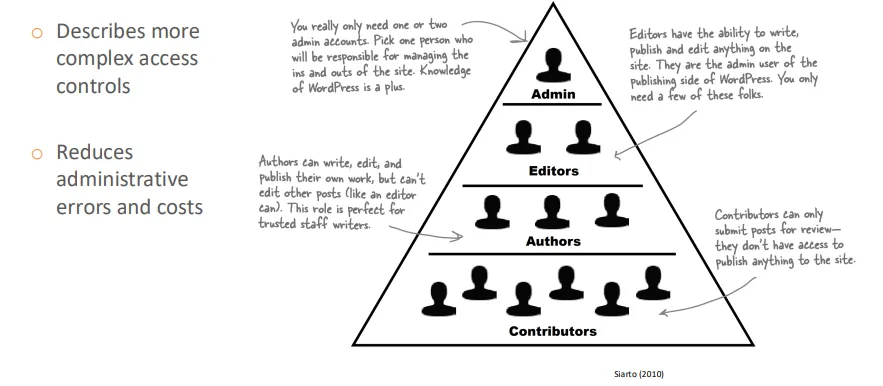 ○ Describes more
complex access
controls
○ Reduces
administrative
errors and costs
You really only need one or two
admin accounts. Pick one person who
will be responsible for managing the
ins and outs of the site. Knowledge
of WordPress is a plus.
Admin
Editors have the ability to write,
publish and edit anything on the
site. They are the admin user of the
publishing side of WordPress. You only
need a few of these folks.
Editors
Authors can write, edit, and
publish their own work, but can't
edit other posts (like an editor
can). This role is perfect for
trusted staff writers.
Authors
Contributors can only
submit posts for review—
they don't have access to
publish anything to the site.
Contributors
Siarto (2010)